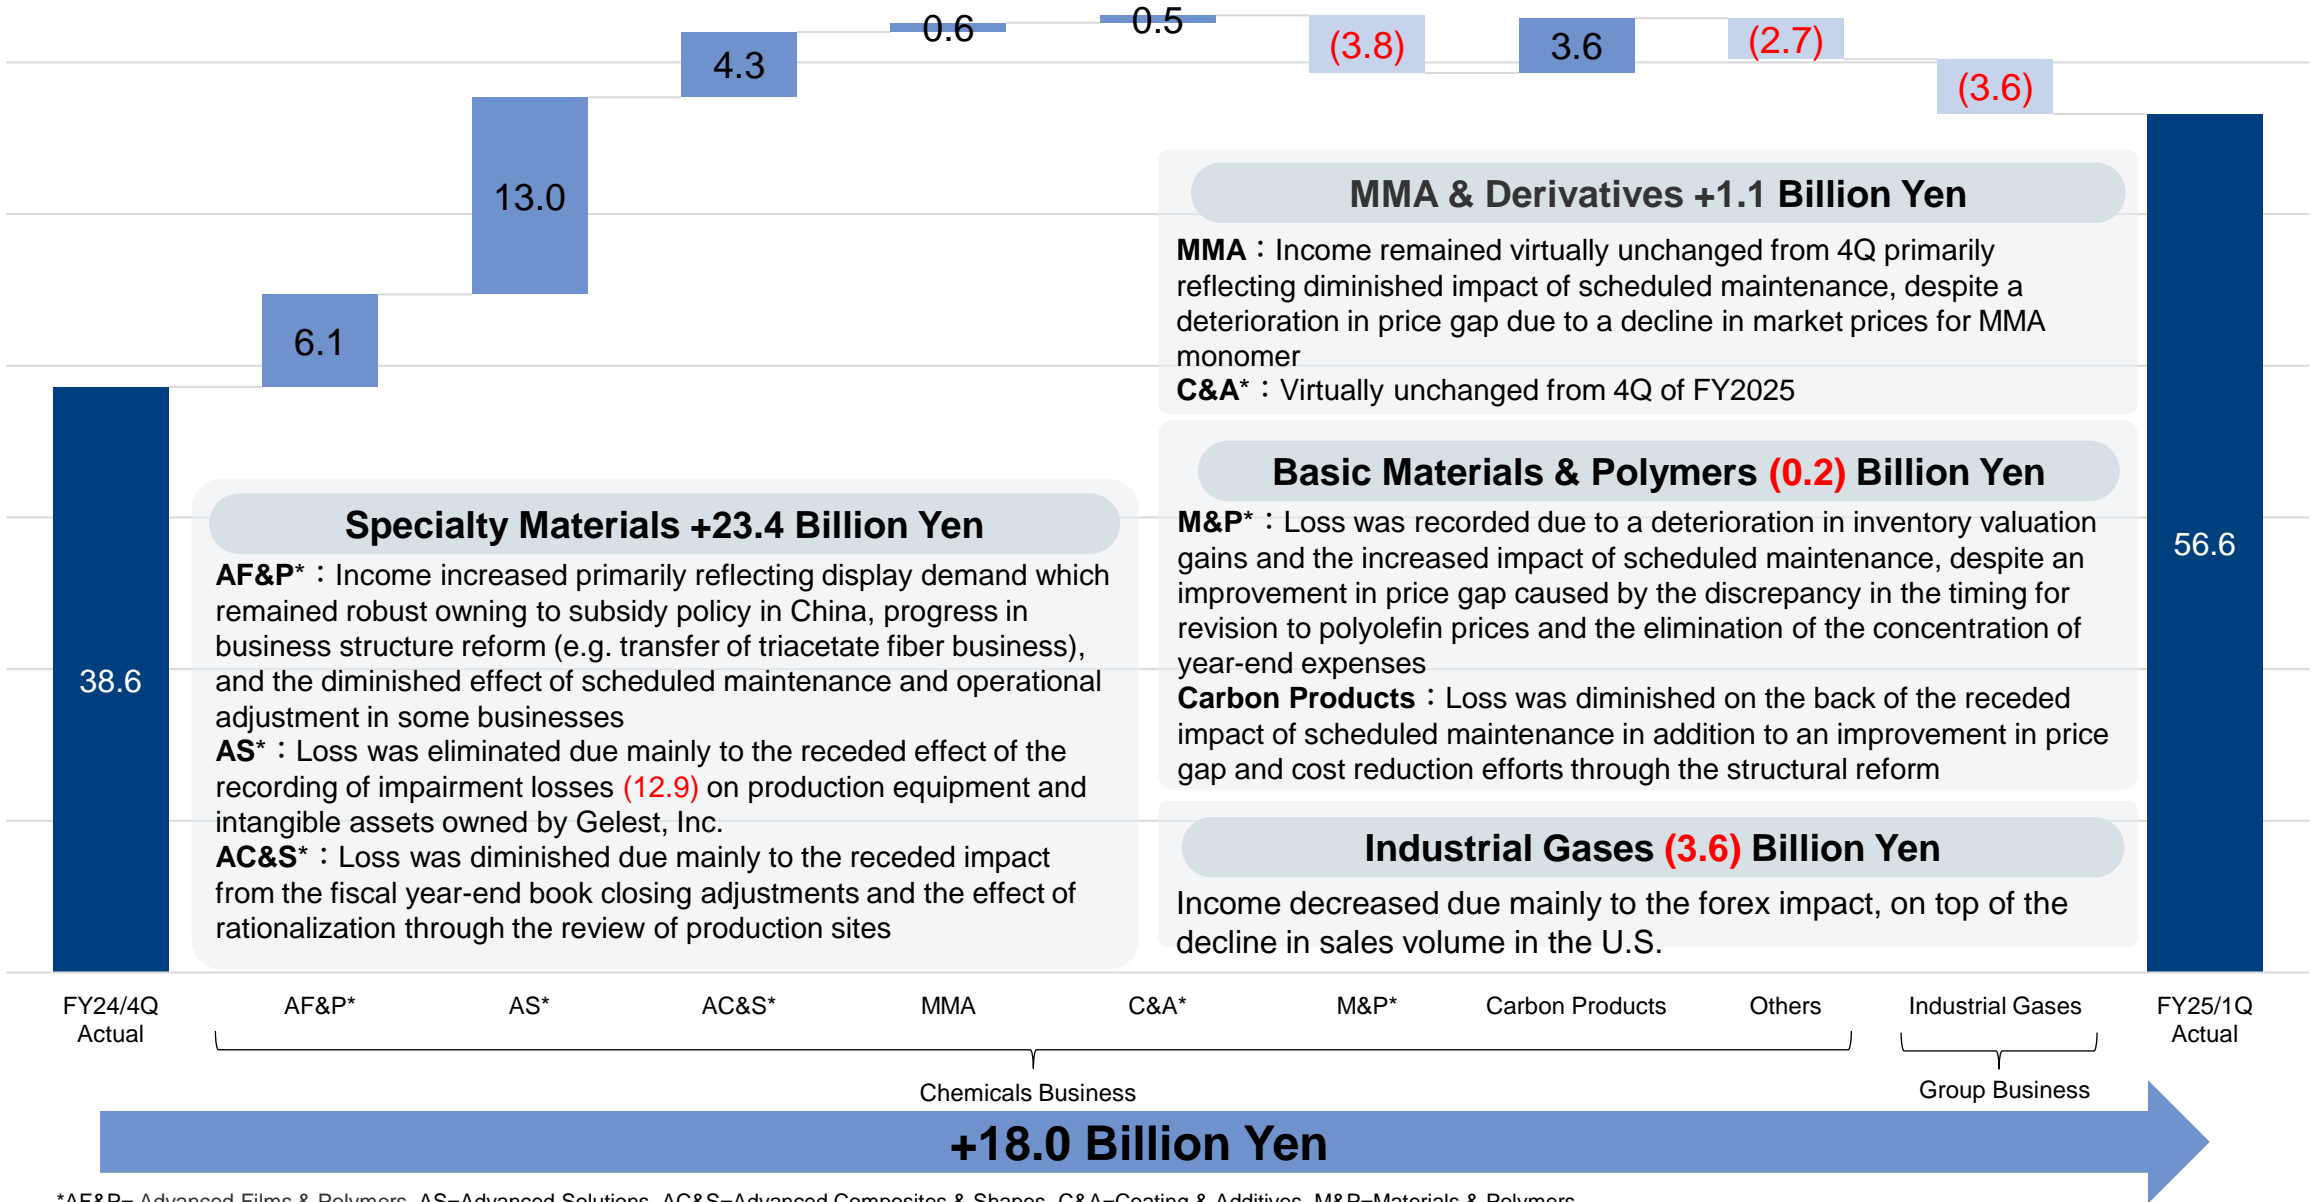 0.6
0.5
4.3
(3.8)
3.6
(2.7)
(3.6)
13.0
6.1
38.6
56.6
MMA & Derivatives +1.1 Billion Yen
MMA：Income remained virtually unchanged from 4Q primarily
reflecting diminished impact of scheduled maintenance, despite a
deterioration in price gap due to a decline in market prices for MMA
monomer
C&A*：Virtually unchanged from 4Q of FY2025
Basic Materials & Polymers (0.2) Billion Yen
M&P*：Loss was recorded due to a deterioration in inventory valuation
gains and the increased impact of scheduled maintenance, despite an
improvement in price gap caused by the discrepancy in the timing for
revision to polyolefin prices and the elimination of the concentration of
year-end expenses
Carbon Products：Loss was diminished on the back of the receded
impact of scheduled maintenance in addition to an improvement in price
gap and cost reduction efforts through the structural reform
Specialty Materials +23.4 Billion Yen
AF&P*：Income increased primarily reflecting display demand which
remained robust owning to subsidy policy in China, progress in
business structure reform (e.g. transfer of triacetate fiber business),
and the diminished effect of scheduled maintenance and operational
adjustment in some businesses
AS*：Loss was eliminated due mainly to the receded effect of the
recording of impairment losses (12.9) on production equipment and
intangible assets owned by Gelest, Inc.
AC&S*：Loss was diminished due mainly to the receded impact
from the fiscal year-end book closing adjustments and the effect of
rationalization through the review of production sites
Industrial Gases (3.6) Billion Yen
Income decreased due mainly to the forex impact, on top of the
decline in sales volume in the U.S.
FY24/4Q
Actual
AF&P*
AS*
AC&S*
MMA
C&A*
M&P*
Carbon Products
Others
Industrial Gases
FY25/1Q
Actual
Chemicals Business
Group Business
+18.0 Billion Yen
*AF&P= Advanced Films & Polymers, AS=Advanced Solutions, AC&S=Advanced Composites & Shapes, C&A=Coating & Additives, M&P=Materials & Polymers